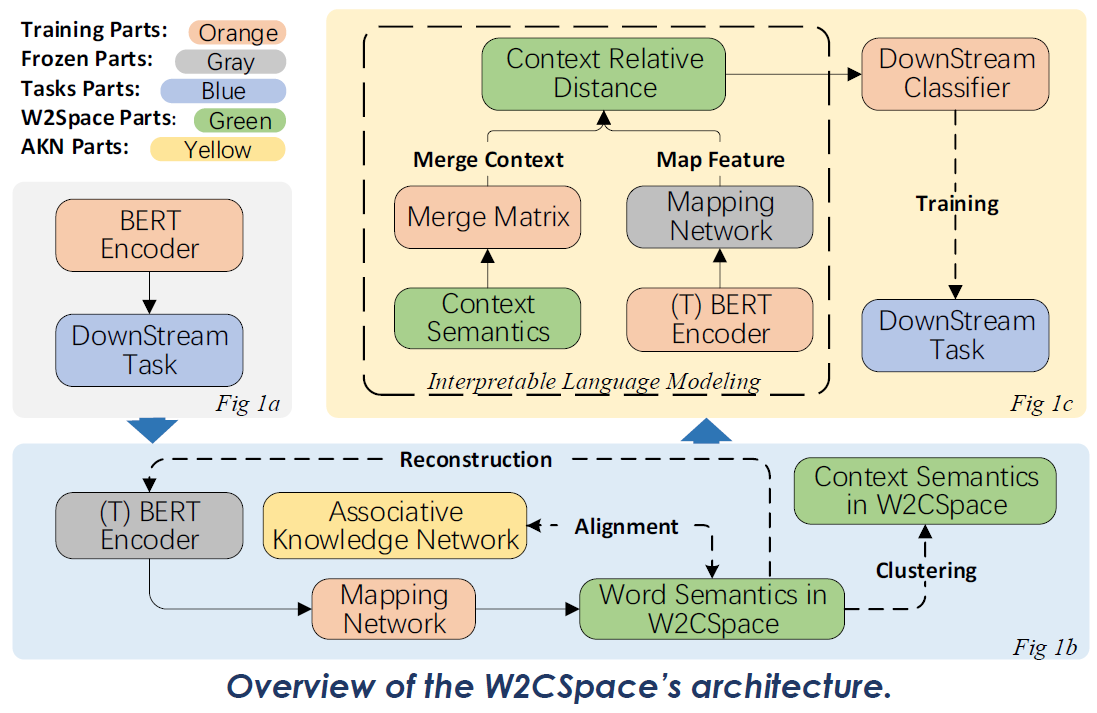 Training Parts: Orange
Frozen Parts: Gray
Tasks Parts: Blue
W2Space Parts: Green
AKN Parts: Yellow
BERT
Encoder
DownStream
Task
Fig 1a
Context Relative
Distance
Merge Context
Map Feature
Merge Matrix
Mapping
Network
Context
Semantics
(T) BERT
Encoder
Interpretable Language Modeling
DownStream
Classifier
Training
DownStream
Task
Fig 1c
Reconstruction
(T) BERT
Encoder
Associative
Knowledge Network
Alignment
Context Semantics
in W2CSpace
Clustering
Mapping
Network
Word Semantics in
W2CSpace
Fig 1b
Overview of the W2CSpace's architecture.